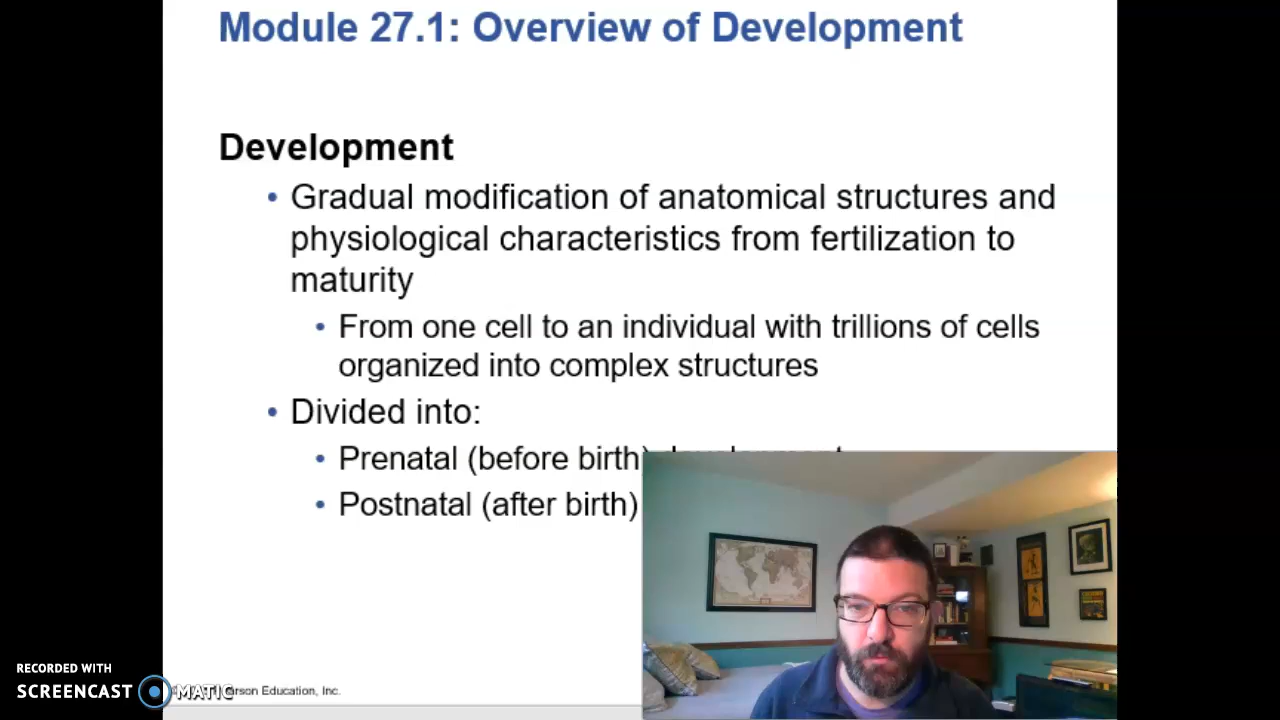 Module 27.1: Overview of Development
Development
• Gradual modification of anatomical structures and
physiological characteristics from fertilization to
maturity
• From one cell to an individual with trillions of cells
organized into complex structures
• Divided into:
• Prenatal (before birth) development
• Postnatal (after birth)
RECORDED WITH
SCREENCAST MATIC
Education, Inc.